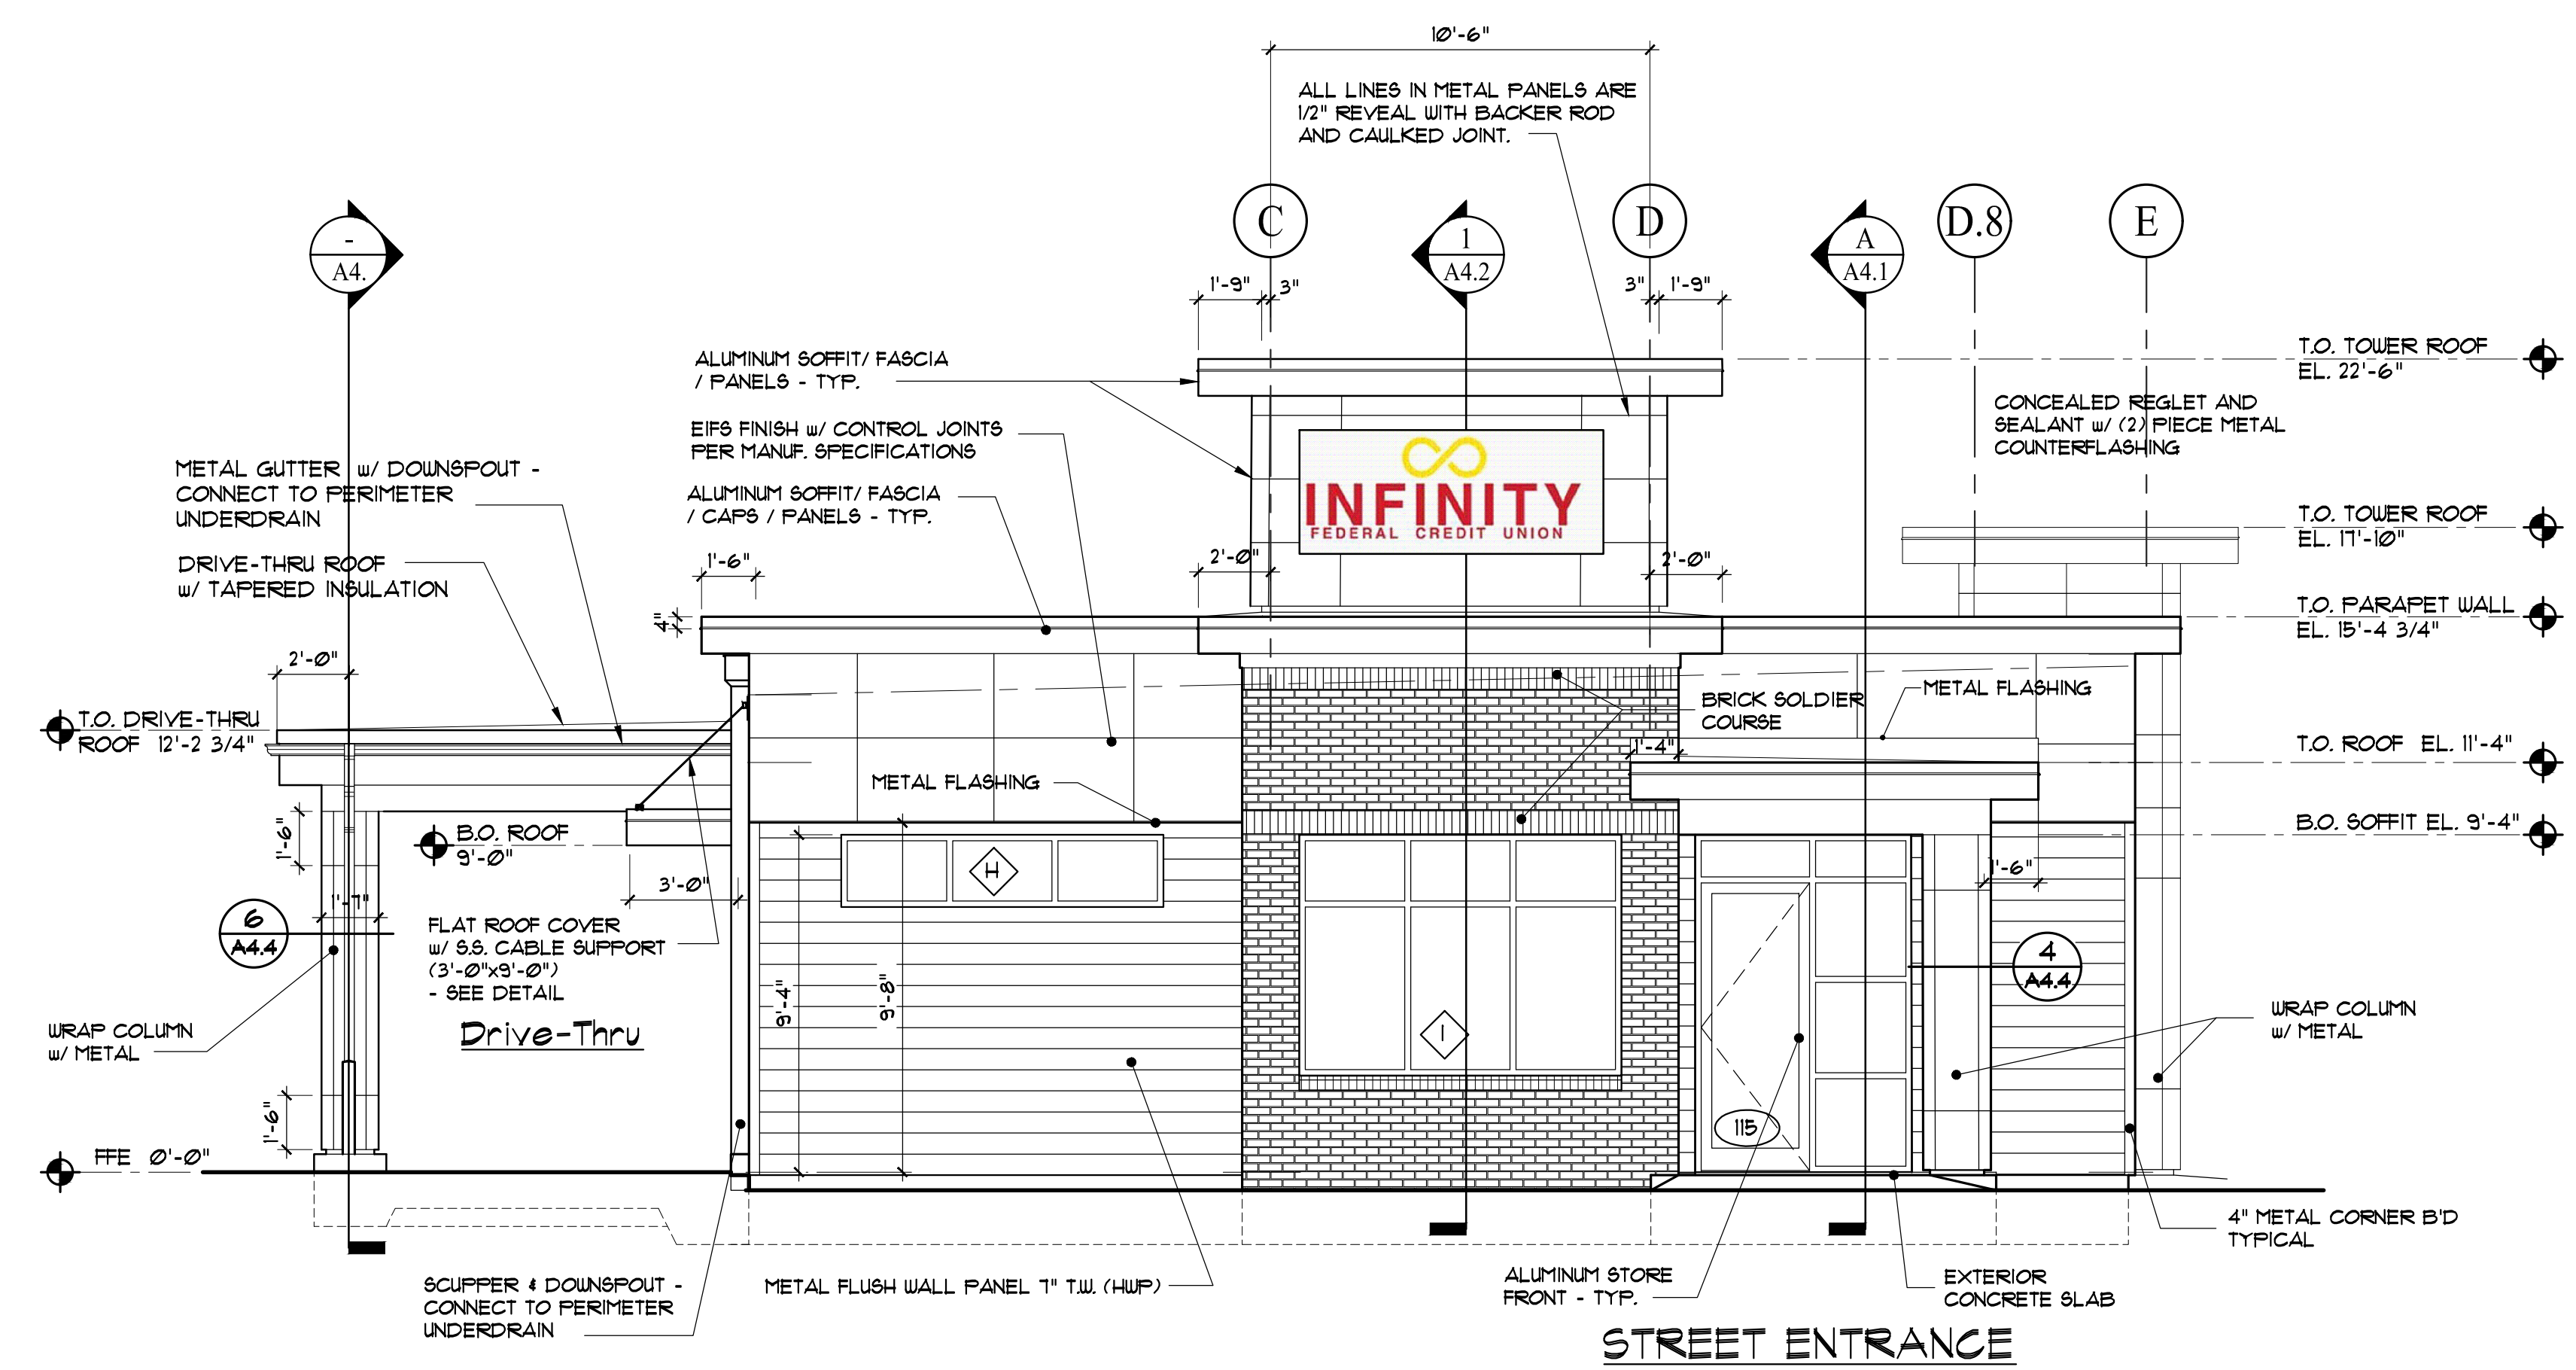 10'-6"
ALL LINES IN METAL PANELS ARE
1/2" REVEAL WITH BACKER ROD
AND CAULKED JOINT.
-
A4.
C
1
A4.2
D
A
A4.1
D.8
E
1'-9"
3"
3"
1'-9"
ALUMINUM SOFFIT/ FASCIA
/ PANELS - TYP.
T.O. TOWER ROOF
EL. 22'-6"
EIFS FINISH w/ CONTROL JOINTS
PER MANUF. SPECIFICATIONS
CONCEALED REGLET AND
SEALANT w/ (2) PIECE METAL
COUNTERFLASHING
METAL GUTTER w/ DOWNSPOUT -
CONNECT TO PERIMETER
UNDERDRAIN
ALUMINUM SOFFIT/ FASCIA
/ CAPS / PANELS - TYP.
INFINITY
FEDERAL CREDIT UNION
T.O. TOWER ROOF
EL. 17'-10"
DRIVE-THRU ROOF
w/ TAPERED INSULATION
1'-6"
2'-0"
2'-0"
4"
T.O. PARAPET WALL
EL. 15'-4 3/4"
2'-0"
BRICK SOLDIER
COURSE
METAL FLASHING
T.O. DRIVE-THRU
ROOF 12'-2 3/4"
1'-4"
T.O. ROOF EL. 11'-4"
METAL FLASHING
1'-6"
B.O. ROOF
9'-0"
B.O. SOFFIT EL. 9'-4"
H
1'-6"
3'-0"
1'-7"
6
A4.4
FLAT ROOF COVER
w/ S.S. CABLE SUPPORT
(3'-0"x9'-0")
- SEE DETAIL
9'-4"
9'-8"
4
A4.4
Drive-Thru
WRAP COLUMN
w/ METAL
I
WRAP COLUMN
w/ METAL
1'-6"
115
FFE 0'-0"
4" METAL CORNER B'D
TYPICAL
SCUPPER & DOWNSPOUT -
CONNECT TO PERIMETER
UNDERDRAIN
METAL FLUSH WALL PANEL 7" T.W. (HWP)
ALUMINUM STORE
FRONT - TYP.
EXTERIOR
CONCRETE SLAB
STREET ENTRANCE